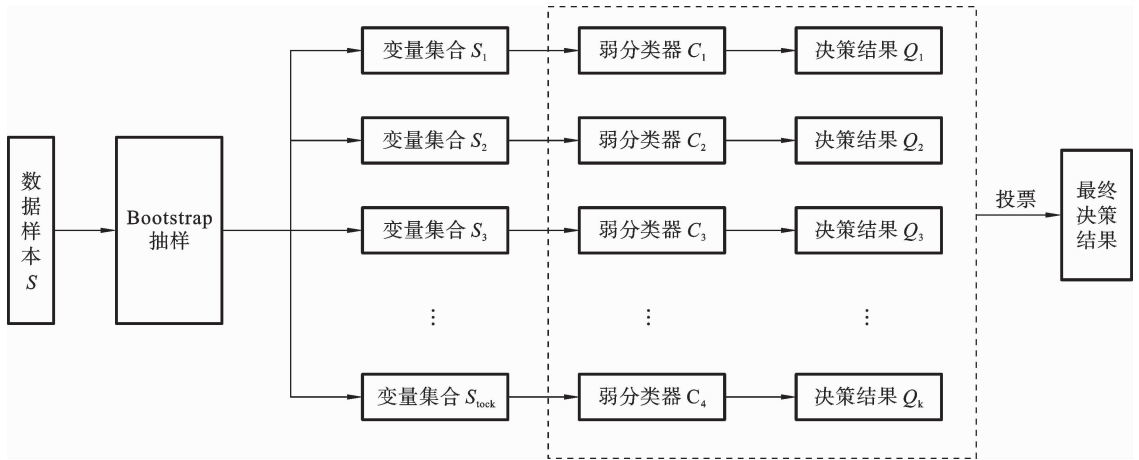 数
据
样
本
S
Bootstrap
抽样
变量集合 S₁
弱分类器 C₁
决策结果 Q₁
变量集合 S₂
弱分类器 C₂
决策结果 Q₂
变量集合 S₃
弱分类器 C₃
决策结果 Q₃
⋮ ⋮ ⋮
变量集合 Stock
弱分类器 C₄
决策结果 Qk
投票
最终
决策
结果